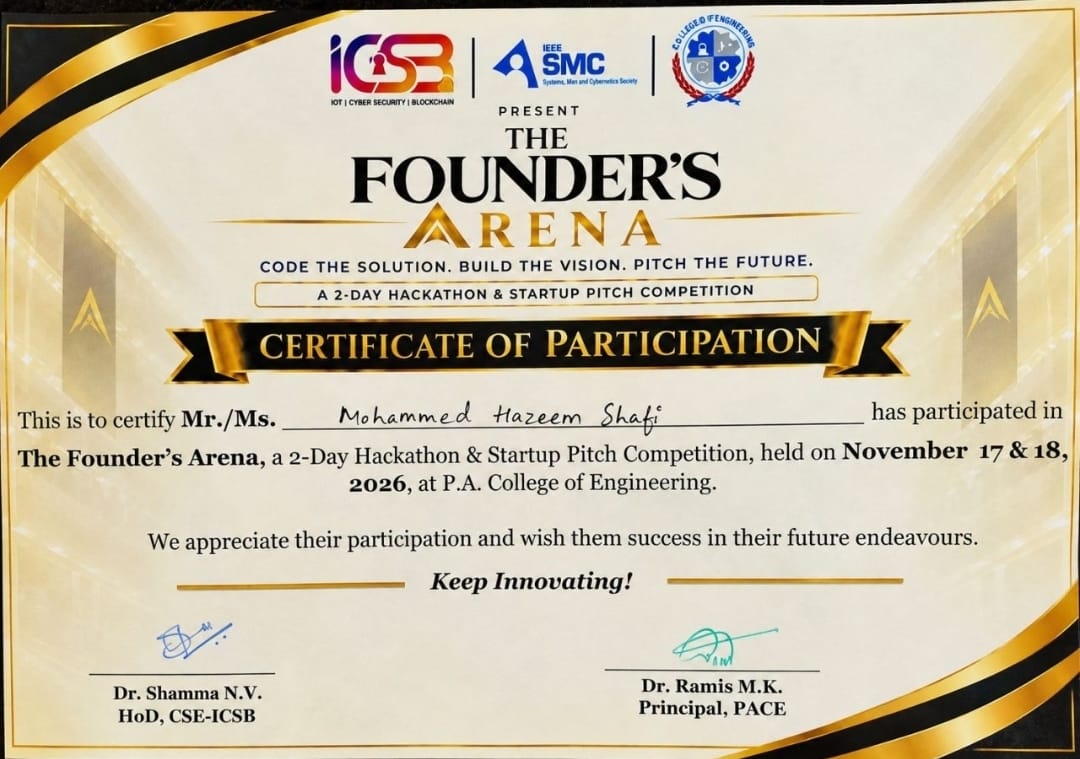 ICSB
IOT | CYBER SECURITY | BLOCKCHAIN
IEEE
SMC
Systems, Man and Cybernetics Society
COLLEGE OF ENGINEERING
PRESENT
THE
FOUNDER'S
ARENA
CODE THE SOLUTION. BUILD THE VISION. PITCH THE FUTURE.
A 2-DAY HACKATHON & STARTUP PITCH COMPETITION
CERTIFICATE OF PARTICIPATION
This is to certify Mr./Ms. Mohammed Hazeem Shafi has participated in
The Founder's Arena, a 2-Day Hackathon & Startup Pitch Competition, held on November 17 & 18,
2026, at P.A. College of Engineering.
We appreciate their participation and wish them success in their future endeavours.
Keep Innovating!
Dr. Shamma N.V.
HoD, CSE-ICSB
Dr. Ramis M.K.
Principal, PACE